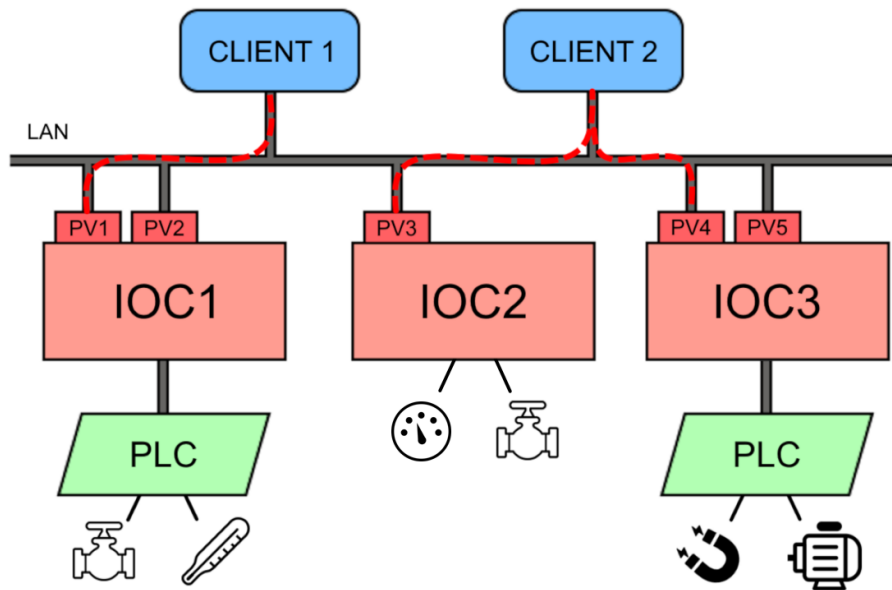 CLIENT 1
CLIENT 2
LAN
PV1
PV2
PV3
PV4
PV5
IOC1
IOC2
IOC3
PLC
PLC